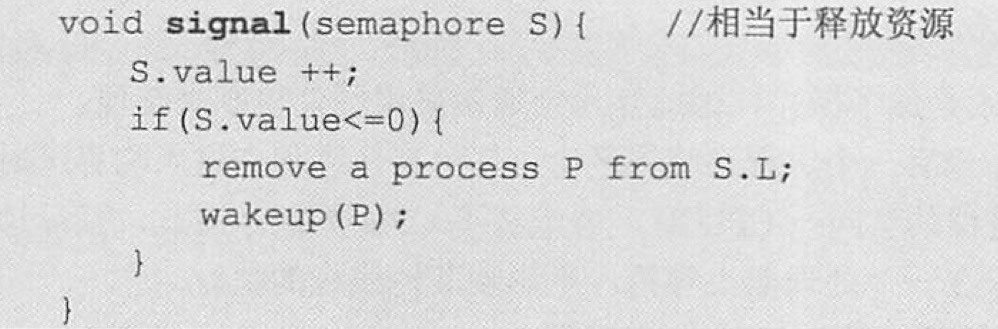 void signal(semaphore S){    //相当于释放资源
    S.value ++;
    if(S.value<=0){
        remove a process P from S.L;
        wakeup(P);
    }
}